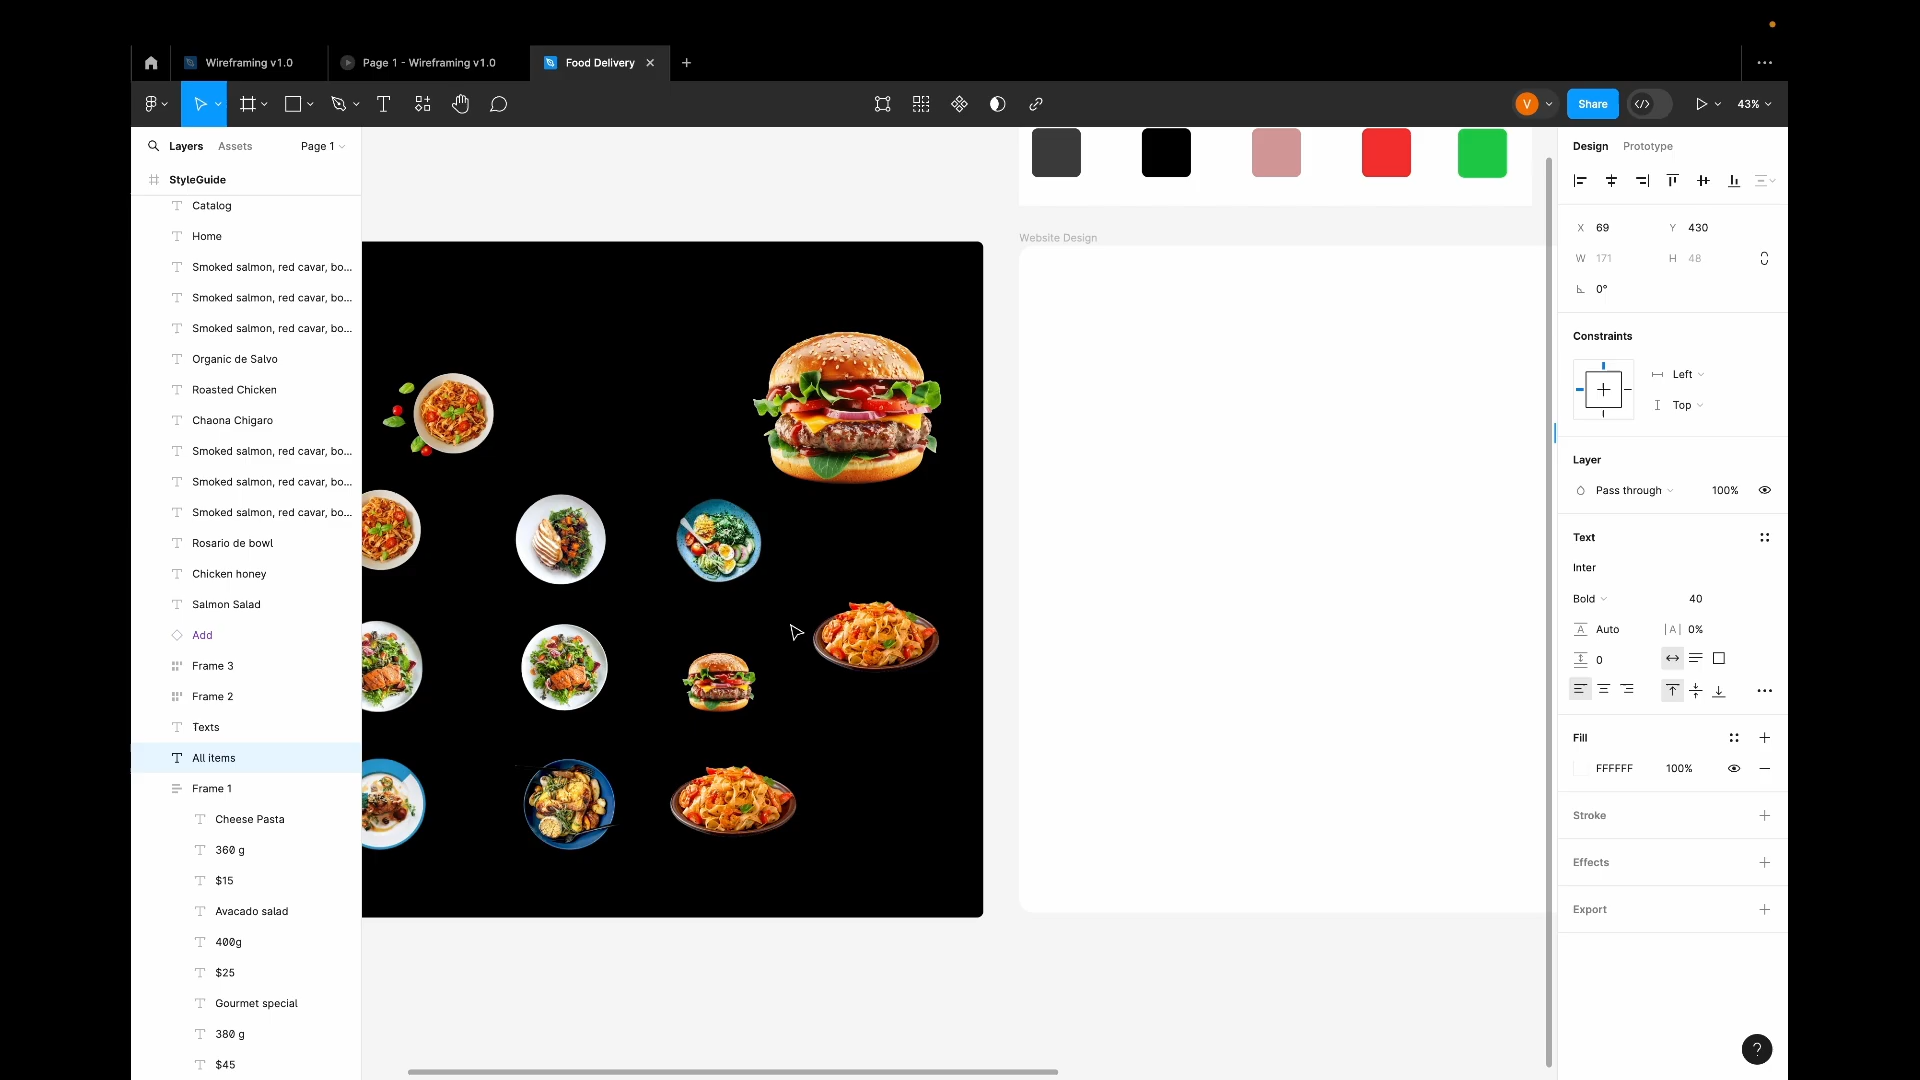 Wireframing v1.0
Page 1 - Wireframing v1.0
Food Delivery
V
Share
43%
Layers
Assets
Page 1
StyleGuide
Catalog
Home
Smoked salmon, red cavar, bo...
Smoked salmon, red cavar, bo...
Smoked salmon, red cavar, bo...
Organic de Salvo
Roasted Chicken
Chaona Chigaro
Smoked salmon, red cavar, bo...
Smoked salmon, red cavar, bo...
Smoked salmon, red cavar, bo...
Rosario de bowl
Chicken honey
Salmon Salad
Add
Frame 3
Frame 2
Texts
All items
Frame 1
Cheese Pasta
360 g
$15
Avacado salad
400g
$25
Gourmet special
380 g
$45
Website Design
Design
Prototype
X 69
Y 430
W 171
H 48
0°
Constraints
Left
Top
Layer
Pass through
100%
Text
Inter
Bold
40
Auto
0%
0
Fill
FFFFFF
100%
Stroke
Effects
Export
?